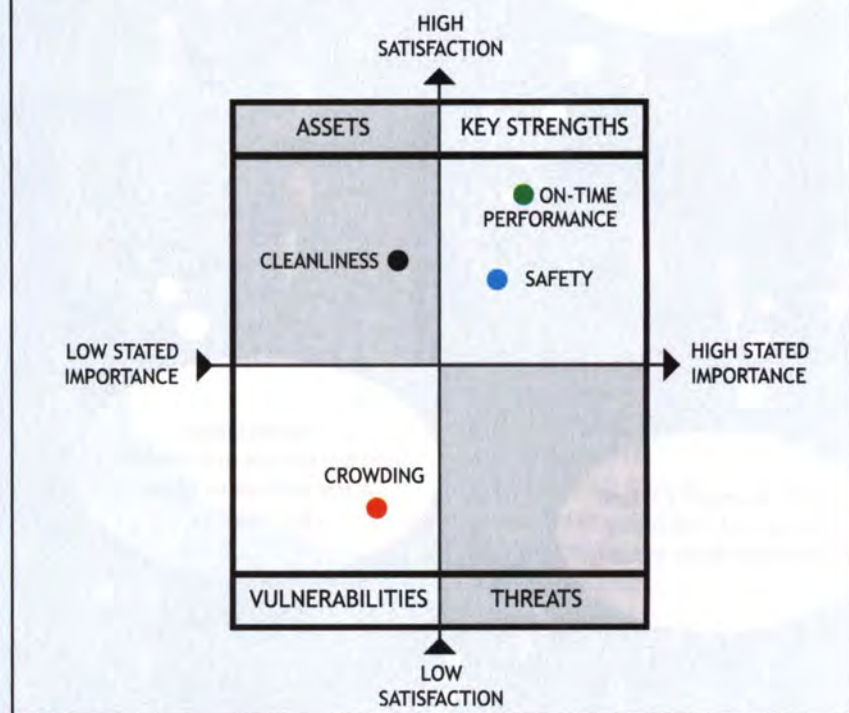 HIGH
SATISFACTION
ASSETS
KEY STRENGTHS
ON-TIME
PERFORMANCE
CLEANLINESS
SAFETY
LOW STATED
IMPORTANCE
HIGH STATED
IMPORTANCE
CROWDING
VULNERABILITIES
THREATS
LOW
SATISFACTION